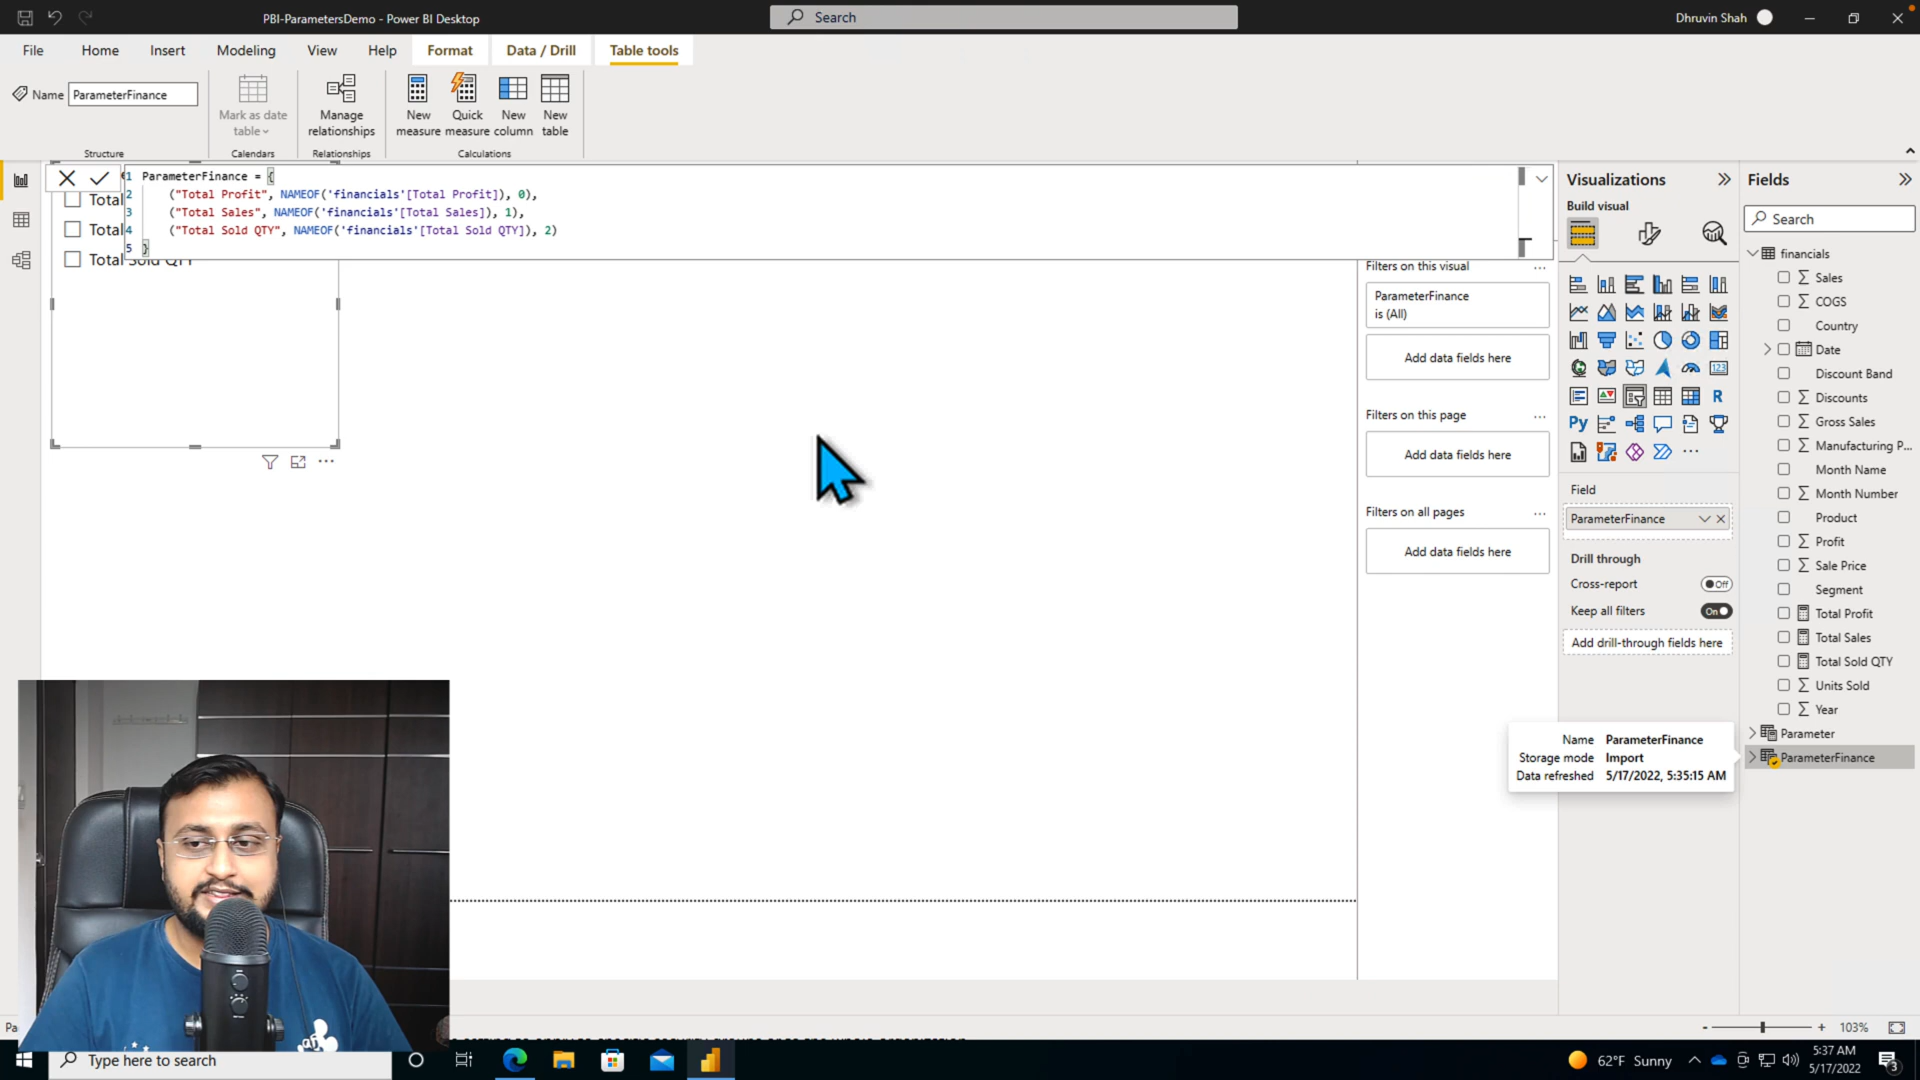 PBI-ParametersDemo - Power BI Desktop
Search
Dhruvin Shah
File
Home
Insert
Modeling
View
Help
Format
Data / Drill
Table tools
Name
ParameterFinance
Mark as date
table
Manage
relationships
New
measure
Quick
measure
New
column
New
table
Structure
Calendars
Relationships
Calculations
1 ParameterFinance = {
2 ("Total Profit", NAMEOF('financials'[Total Profit]), 0),
3 ("Total Sales", NAMEOF('financials'[Total Sales]), 1),
4 ("Total Sold QTY", NAMEOF('financials'[Total Sold QTY]), 2)
5 }
Total
Total
Total Sold QTY
Filters on this visual
ParameterFinance
is (All)
Add data fields here
Filters on this page
Add data fields here
Filters on all pages
Add data fields here
Visualizations
Build visual
123
R
Py
Field
ParameterFinance
Drill through
Cross-report
Off
Keep all filters
On
Add drill-through fields here
Name ParameterFinance
Storage mode Import
Data refreshed 5/17/2022, 5:35:15 AM
Fields
Search
financials
Sales
COGS
Country
Date
Discount Band
Discounts
Gross Sales
Manufacturing P...
Month Name
Month Number
Product
Profit
Sale Price
Segment
Total Profit
Total Sales
Total Sold QTY
Units Sold
Year
Parameter
ParameterFinance
Pa
- + 103%
Type here to search
62°F Sunny
5:37 AM
5/17/2022
3